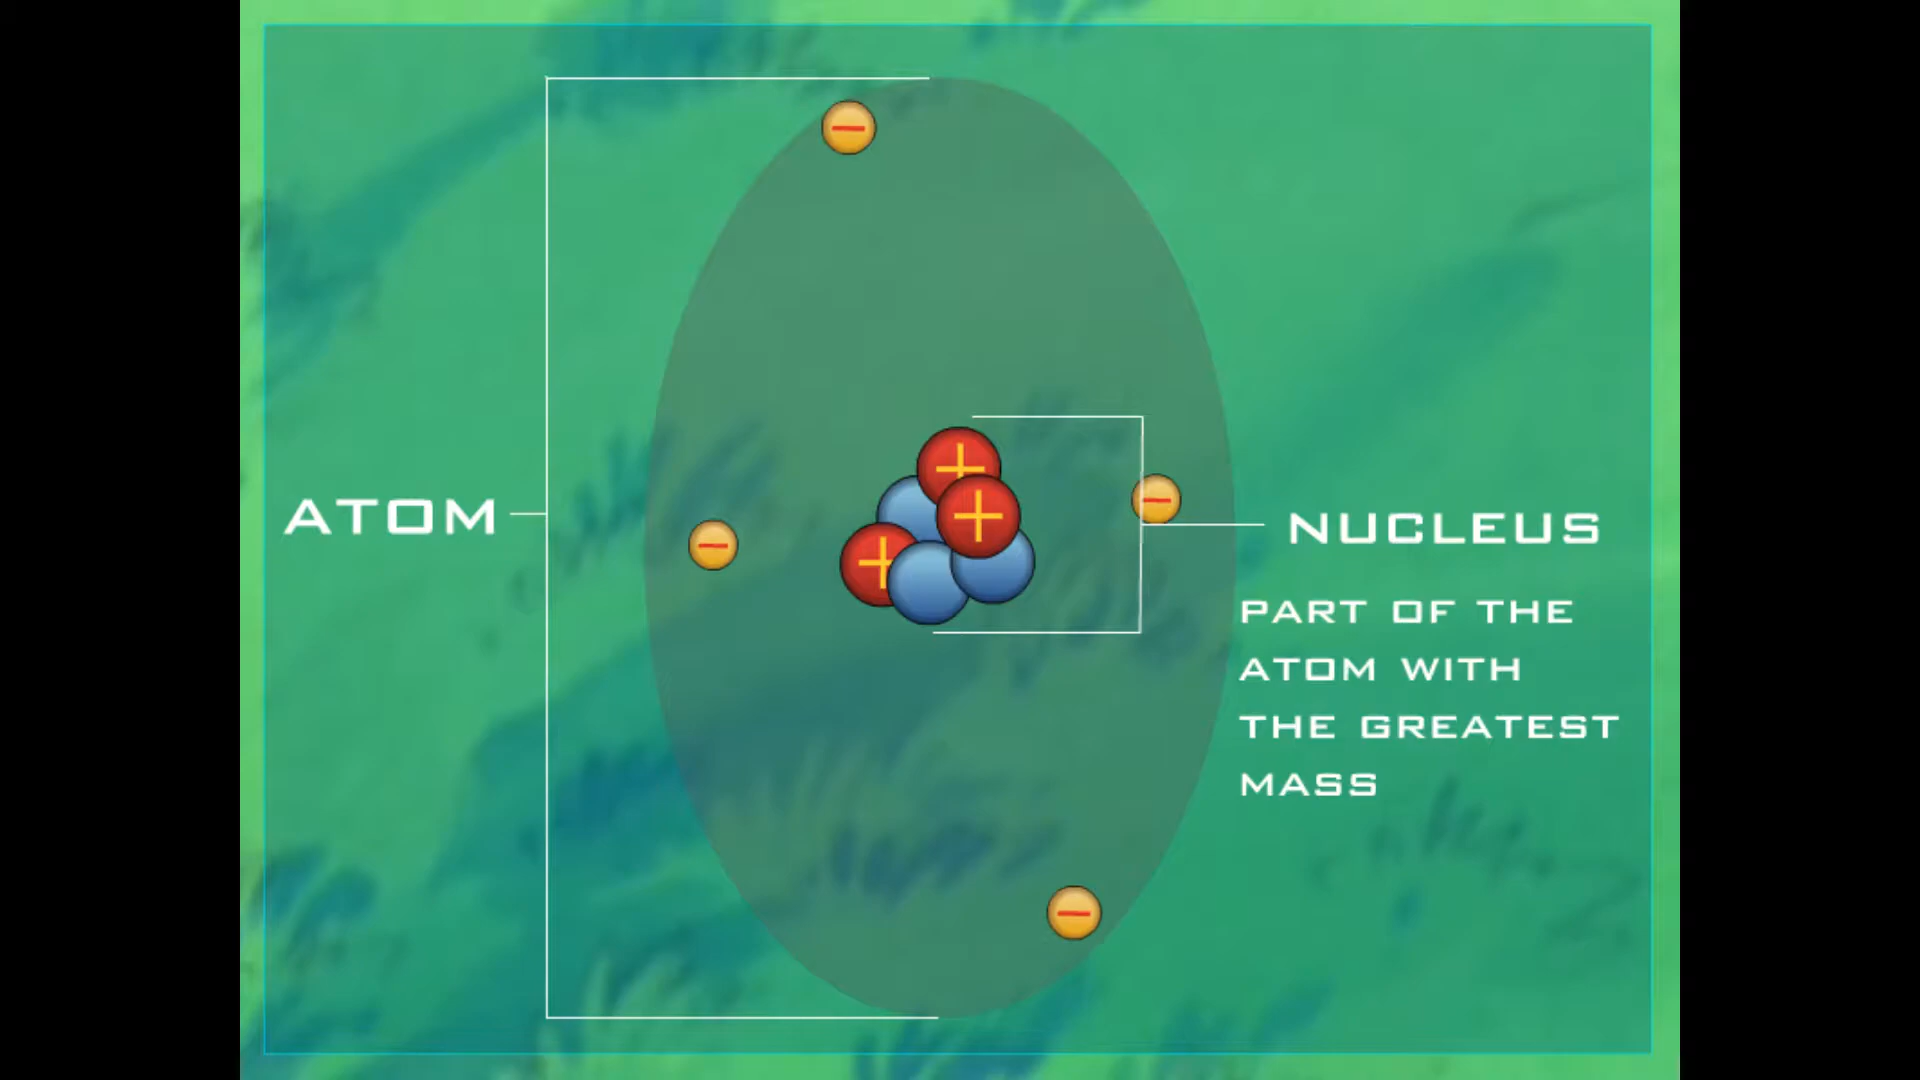 ATOM
NUCLEUS
PART OF THE
ATOM WITH
THE GREATEST
MASS